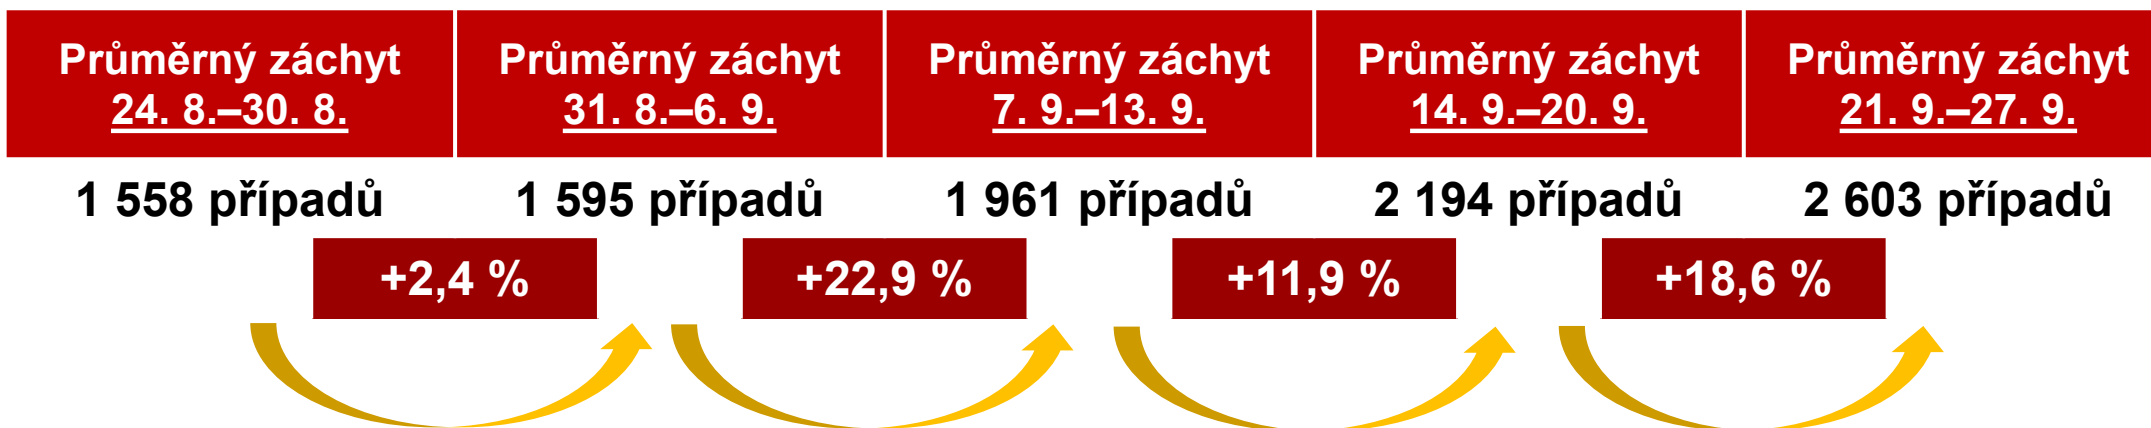 Průměrný záchyt
24. 8.–30. 8.
Průměrný záchyt
31. 8.–6. 9.
Průměrný záchyt
7. 9.–13. 9.
Průměrný záchyt
14. 9.–20. 9.
Průměrný záchyt
21. 9.–27. 9.
1 558 případů
1 595 případů
1 961 případů
2 194 případů
2 603 případů
+2,4 %
+22,9 %
+11,9 %
+18,6 %